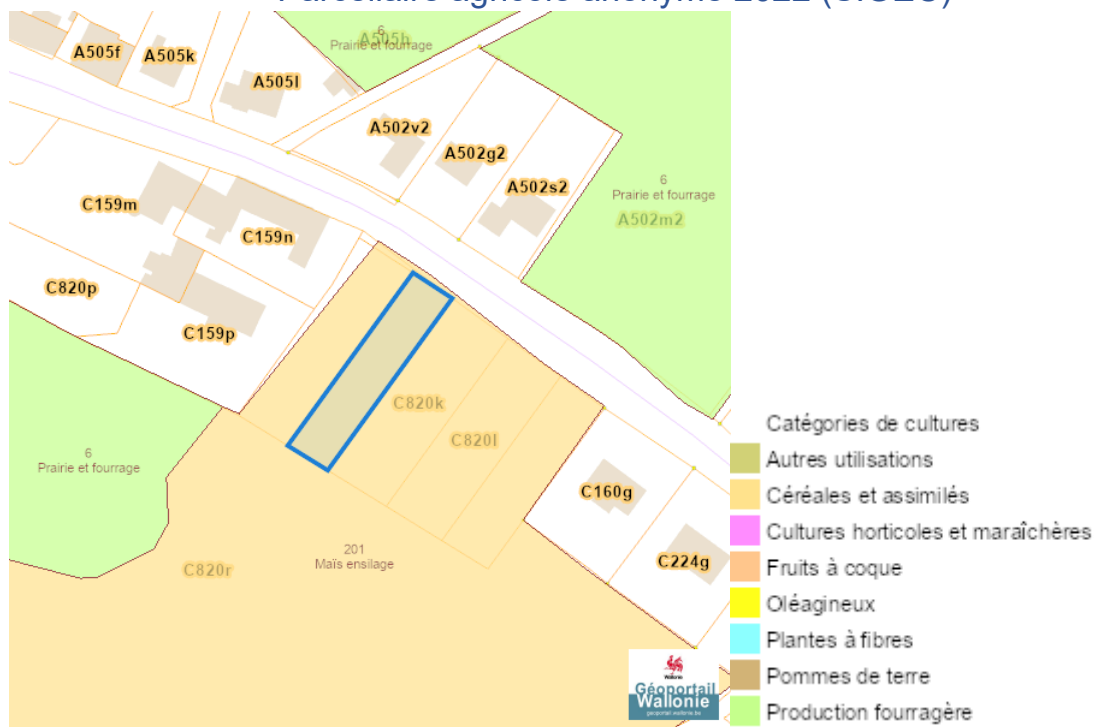 Parcellaire agricole anonyme 2022 (SIGEC)
A505f
A505k
A505l
6
Prairie et fourrage
A505h
A502v2
A502g2
A502s2
6
Prairie et fourrage
A502m2
C159m
C159n
C820p
C159p
C820k
C820l
6
Prairie et fourrage
C160g
201
Maïs ensilage
C820r
C224g
Wallonie
Géoportail
Wallonie
geoportail.wallonie.be
Catégories de cultures
Autres utilisations
Céréales et assimilés
Cultures horticoles et maraîchères
Fruits à coque
Oléagineux
Plantes à fibres
Pommes de terre
Production fourragère